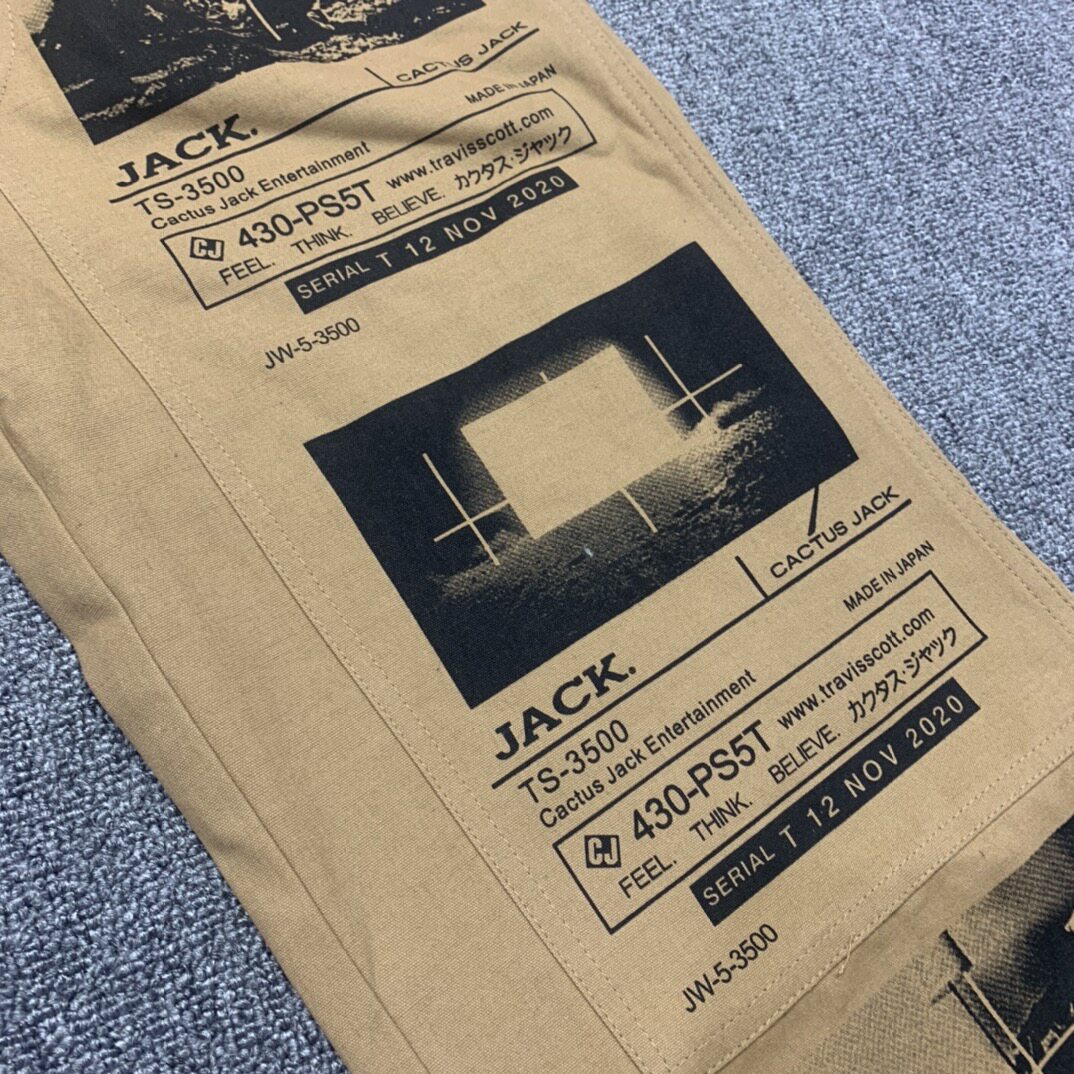 CACTUS JACK
MADE IN JAPAN
JACK.
TS-3500
Cactus Jack Entertainment
CJ 430-PS5T www.travisscott.com
FEEL. THINK. BELIEVE. カクタス·ジャック
SERIAL T 12 NOV 2020
JW-5-3500
CACTUS JACK
MADE IN JAPAN
JACK.
TS-3500
Cactus Jack Entertainment
CJ 430-PS5T www.travisscott.com
FEEL. THINK. BELIEVE. カクタス·ジャック
SERIAL T 12 NOV 2020
JW-5-3500